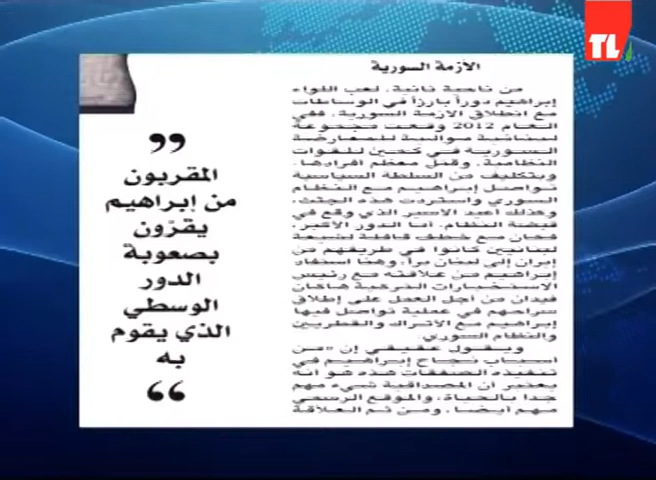 TL
الأزمة السورية
من ناحية ثانية، لعب اللواء
إبراهيم دوراً بارزاً في الوساطات
مع انطلاق الأزمة السورية، ففي
العام 2012 وقعت مجموعة
لبنانية موالية للمعارضة
السورية في كمين للقوات
النظامية، وقتل معظم أفرادها.
وبتكليف من السلطة السياسية
تواصل إبراهيم مع النظام
السوري واستردت هذه الجثث،
وكذلك أعيد الأسير الذي وقع في
قبضة النظام. أما الدور الأكبر،
فكان مع خطف قافلة لشيعة
لبنانيين كانوا في طريقهم من
إيران إلى لبنان براً، وهنا استفاد
إبراهيم من علاقته مع رئيس
الاستخبارات التركية هاكان
فيدان من أجل العمل على إطلاق
سراحهم في عملية تواصل فيها
إبراهيم مع الأتراك والقطريين
والنظام السوري.
ويقول عقيقي إن «من
أسباب نجاح إبراهيم في
تنفيذه الصفقات هذه هو أنه
يعتبر أن المصداقية شيء مهم
جداً بالحياة، والموقع الرسمي
مهم أيضاً، ومن ثم العلاقة
”
المقربون
من إبراهيم
يقرّون
بصعوبة
الدور
الوسطي
الذي يقوم
به
“